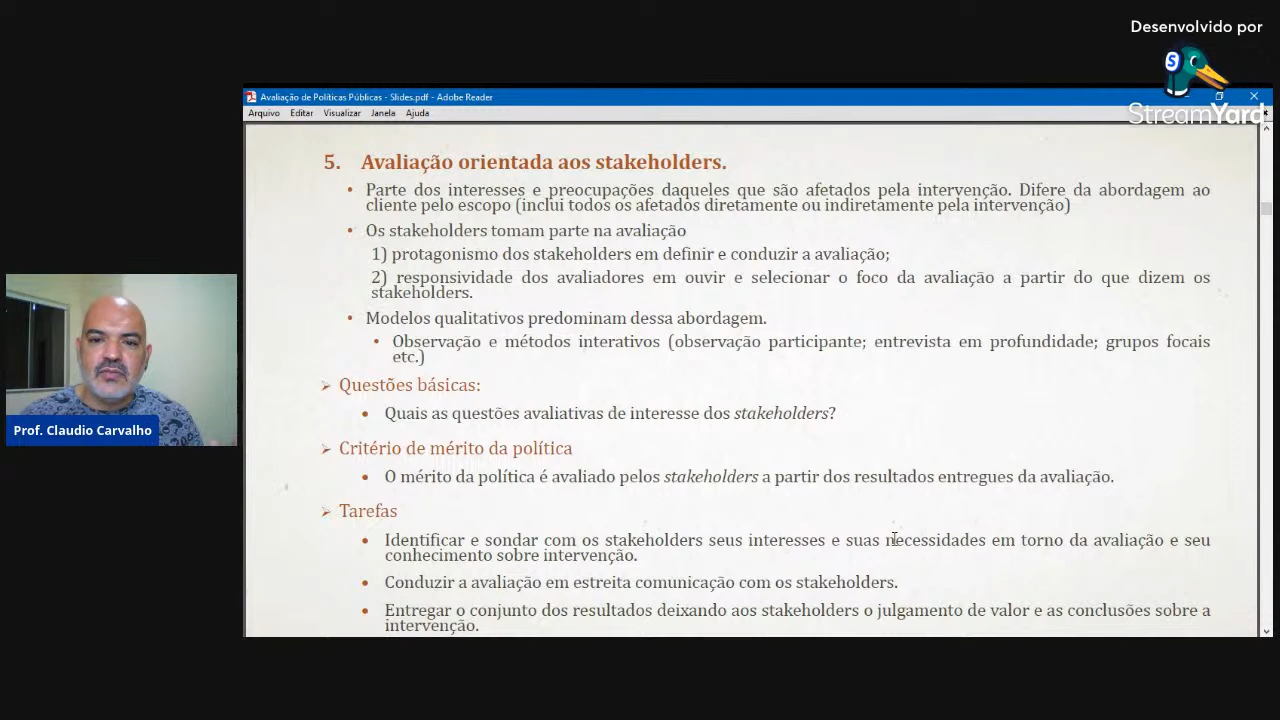 Desenvolvido por
S
StreamYard
Avaliação de Políticas Públicas - Slides.pdf - Adobe Reader
Arquivo Editar Visualizar Janela Ajuda
5. Avaliação orientada aos stakeholders.
• Parte dos interesses e preocupações daqueles que são afetados pela intervenção. Difere da abordagem ao
cliente pelo escopo (inclui todos os afetados diretamente ou indiretamente pela intervenção)
• Os stakeholders tomam parte na avaliação
1) protagonismo dos stakeholders em definir e conduzir a avaliação;
2) responsividade dos avaliadores em ouvir e selecionar o foco da avaliação a partir do que dizem os
stakeholders.
• Modelos qualitativos predominam dessa abordagem.
• Observação e métodos interativos (observação participante; entrevista em profundidade; grupos focais
etc.)
➢ Questões básicas:
• Quais as questões avaliativas de interesse dos stakeholders?
➢ Critério de mérito da política
• O mérito da política é avaliado pelos stakeholders a partir dos resultados entregues da avaliação.
➢ Tarefas
• Identificar e sondar com os stakeholders seus interesses e suas necessidades em torno da avaliação e seu
conhecimento sobre intervenção.
• Conduzir a avaliação em estreita comunicação com os stakeholders.
• Entregar o conjunto dos resultados deixando aos stakeholders o julgamento de valor e as conclusões sobre a
intervenção.
Prof. Claudio Carvalho